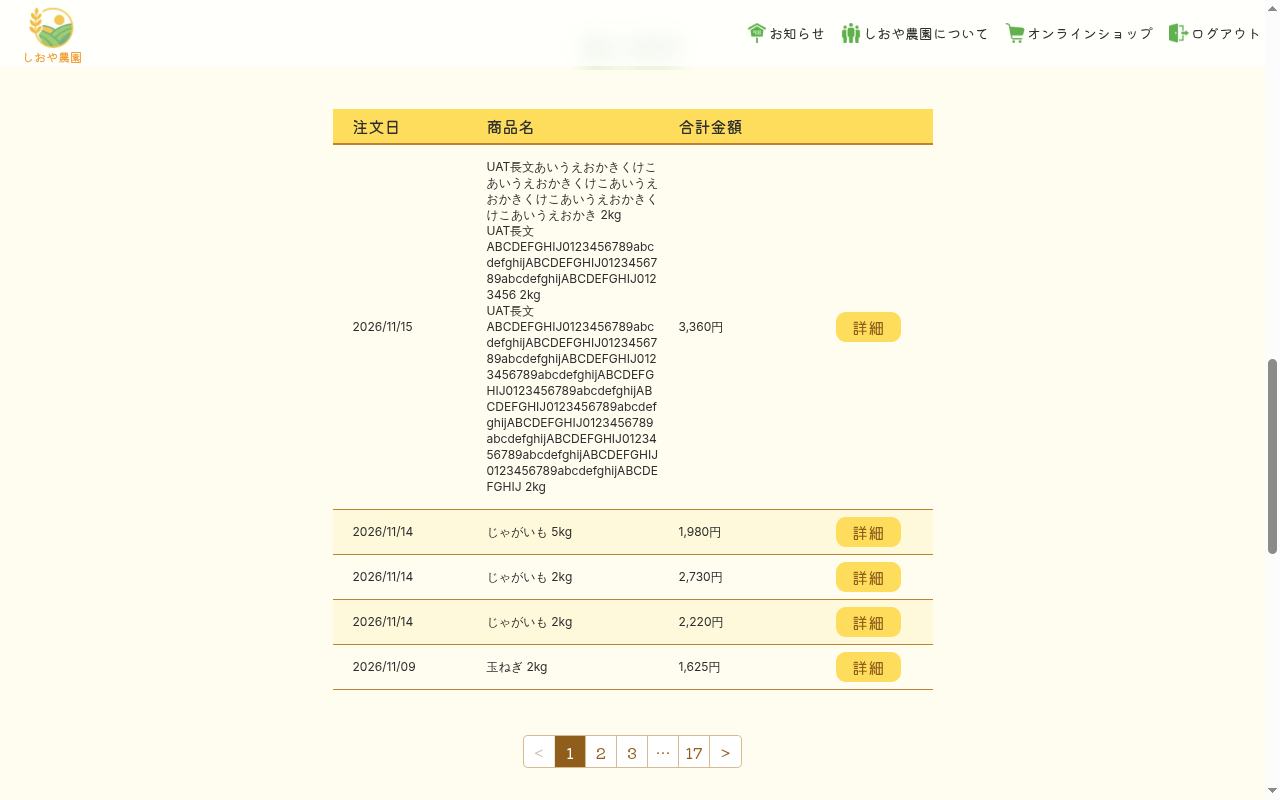 しおや農園
お知らせ
しおや農園について
オンラインショップ
ログアウト
注文日 商品名 合計金額
UAT長文あいうえおかきくけこ
あいうえおかきくけこあいうえ
おかきくけこあいうえおかきく
けこあいうえおかき 2kg
UAT長文
ABCDEFGHIJ0123456789abc
defghijABCDEFGHIJ01234567
89abcdefghijABCDEFGHIJ012
3456 2kg
UAT長文
ABCDEFGHIJ0123456789abc
defghijABCDEFGHIJ01234567
89abcdefghijABCDEFGHIJ012
3456789abcdefghijABCDEFG
HIJ0123456789abcdefghijAB
CDEFGHIJ0123456789abcdef
ghijABCDEFGHIJ0123456789
abcdefghijABCDEFGHIJ01234
56789abcdefghijABCDEFGHIJ
0123456789abcdefghijABCDE
FGHIJ 2kg
2026/11/15 3,360円 詳細
2026/11/14 じゃがいも 5kg 1,980円 詳細
2026/11/14 じゃがいも 2kg 2,730円 詳細
2026/11/14 じゃがいも 2kg 2,220円 詳細
2026/11/09 玉ねぎ 2kg 1,625円 詳細
< 1 2 3 … 17 >